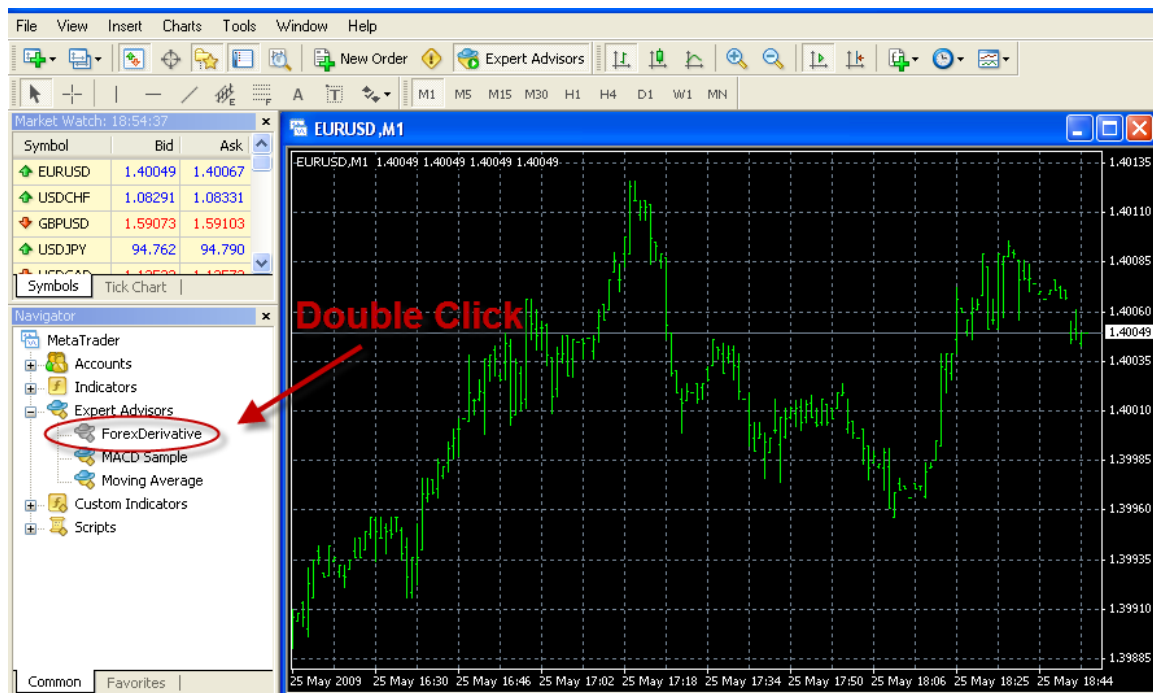 File View Insert Charts Tools Window Help
New Order Expert Advisors
A T M1 M5 M15 M30 H1 H4 D1 W1 MN
Market Watch: 18:54:37
Symbol Bid Ask
EURUSD 1.40049 1.40067
USDCHF 1.08291 1.08331
GBPUSD 1.59073 1.59103
USDJPY 94.762 94.790
Symbols Tick Chart
Navigator
MetaTrader
Accounts
Indicators
Expert Advisors
ForexDerivative
MACD Sample
Moving Average
Custom Indicators
Scripts
Common Favorites
EURUSD,M1
EURUSD,M1 1.40049 1.40049 1.40049 1.40049
Double Click
1.40135
1.40110
1.40085
1.40060
1.40049
1.40035
1.40010
1.39985
1.39960
1.39935
1.39910
1.39885
25 May 2009 25 May 16:30 25 May 16:46 25 May 17:02 25 May 17:18 25 May 17:34 25 May 17:50 25 May 18:06 25 May 18:25 25 May 18:44